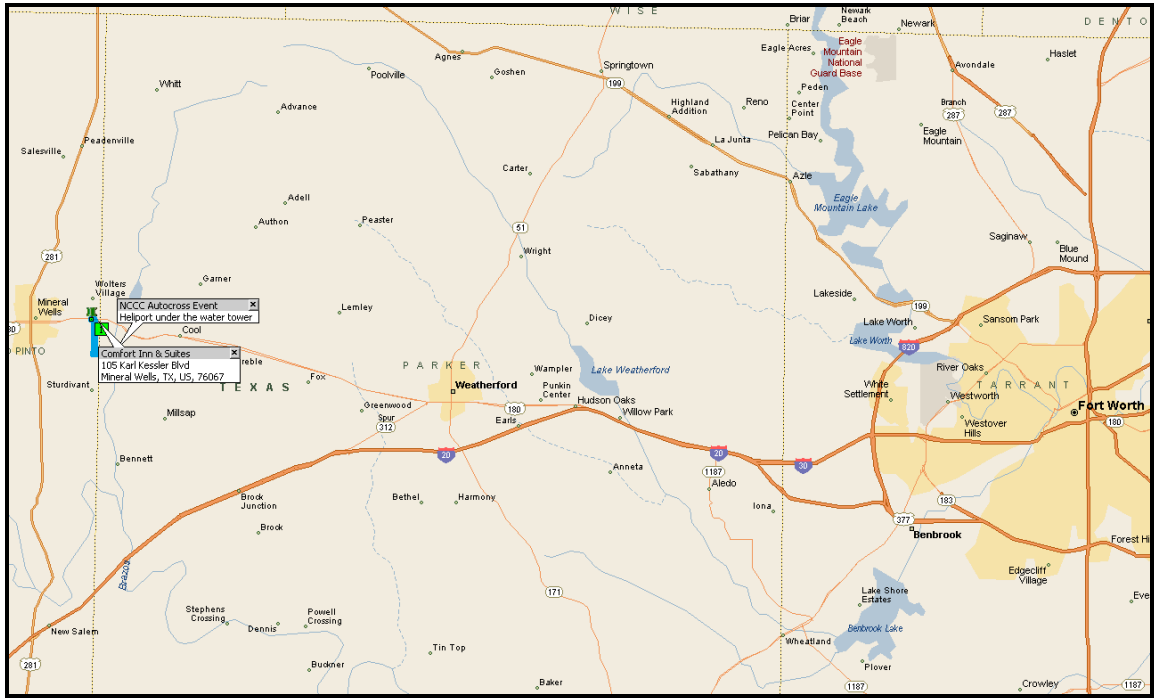 WISE
Briar
Newark
Beach
Newark
DENTO
Agnes
Goshen
Poolville
Springtown
199
Eagle Acres
Eagle
Mountain
National
Guard Base
Haslet
Avondale
Whitt
Advance
Highland
Addition
Reno
Peden
Center
Point
Branch
287
287
Salesville
Peadenville
La Junta
Pelican Bay
Eagle
Mountain
Carter
Sabathany
Azle
Adell
Authon
Peaster
51
Eagle
Mountain Lake
Wright
Saginaw
Blue
Mound
281
Wolters
Village
Garner
Mineral
Wells
NCCC Autocross Event
Heliport under the water tower
Lemley
Dicey
Lakeside
199
Lake Worth
Sansom Park
80
1
Cool
O PINTO
Comfort Inn & Suites
105 Karl Kessler Blvd
Mineral Wells, TX, US, 76067
reble
Lake Worth
820
PARKER
Wampler
Lake Weatherford
River Oaks
Sturdivant
TEXAS
Fox
Weatherford
Punkin
Center
White
Settlement
Westworth
TARRANT
Millsap
Greenwood
Spur
312
180
Earls
Hudson Oaks
Willow Park
Westover
Hills
Fort Worth
180
Bennett
20
20
30
Anneta
1187
Aledo
Brock
Junction
Bethel
Harmony
Iona
183
377
Brock
Benbrook
Forest Hi
Brazos
Edgecliff
Village
171
Lake Shore
Estates
Eve
Stephens
Crossing
Powell
Crossing
Dennis
New Salem
Benbrook Lake
Wheatland
Tin Top
281
Buckner
Plover
Baker
1187
Crowley
1187